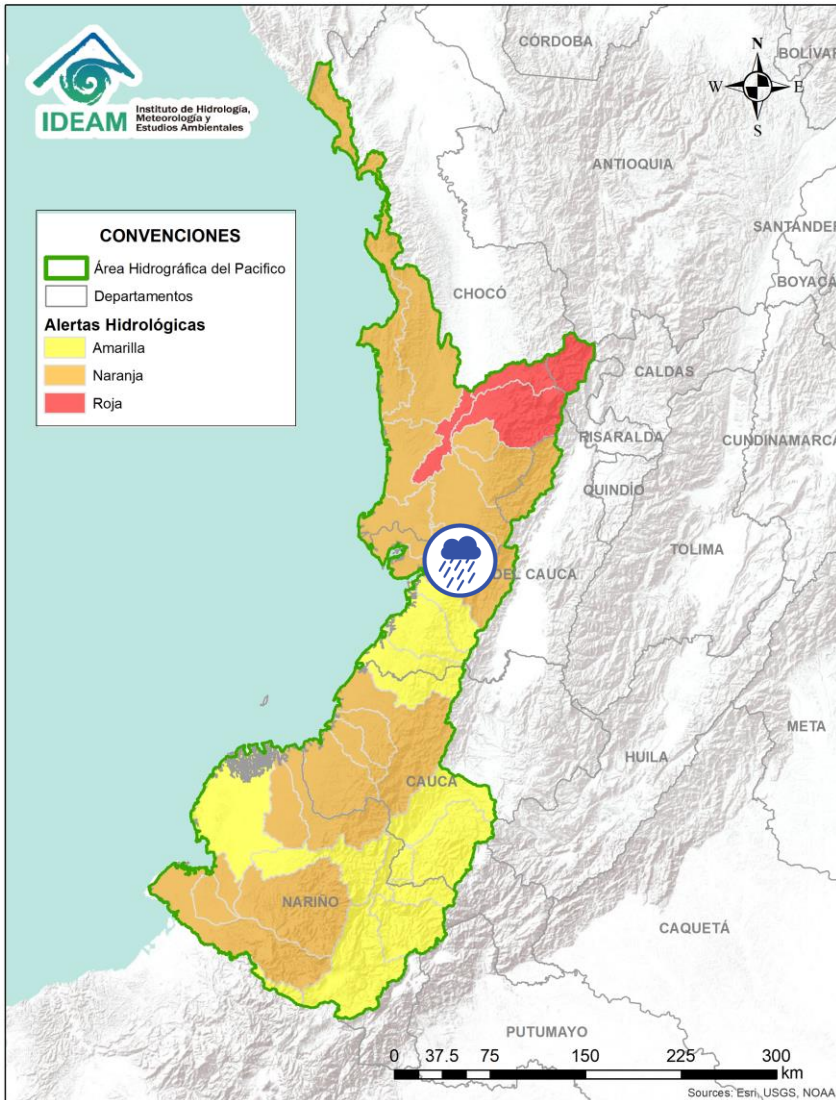 IDEAM
Instituto de Hidrología,
Meteorología y
Estudios Ambientales
CÓRDOBA
BOLÍVAR
N
W
E
S
ANTIOQUIA
SANTANDER
BOYACÁ
CONVENCIONES
Área Hidrográfica del Pacifico
Departamentos
Alertas Hidrológicas
Amarilla
Naranja
Roja
CHOCÓ
CALDAS
RISARALDA
CUNDINAMARCA
QUINDÍO
TOLIMA
DEL CAUCA
META
HUILA
CAUCA
NARIÑO
CAQUETÁ
PUTUMAYO
0 37.5 75 150 225 300
km
Sources: Esri, USGS, NOAA